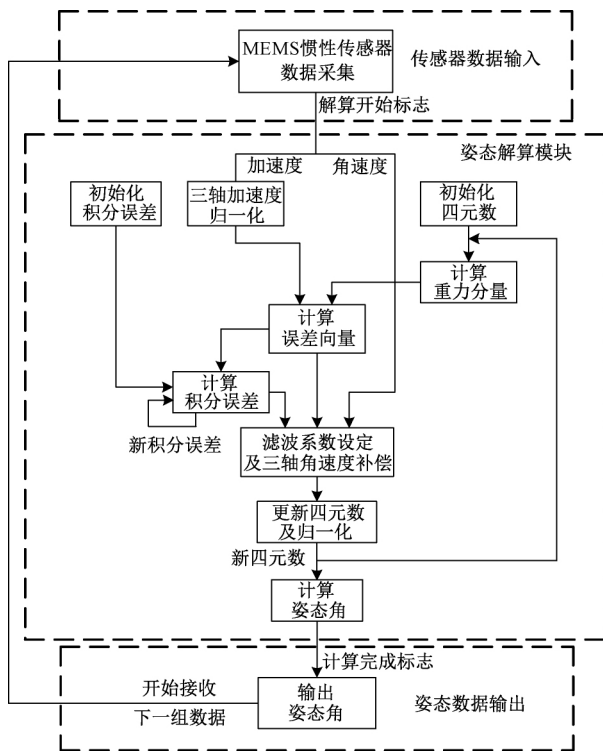 MEMS惯性传感器
数据采集
传感器数据输入
解算开始标志
姿态解算模块
加速度
角速度
初始化
积分误差
三轴加速度
归一化
初始化
四元数
计算
重力分量
计算
误差向量
计算
积分误差
新积分误差
滤波系数设定
及三轴角速度补偿
更新四元数
及归一化
新四元数
计算
姿态角
计算完成标志
开始接收
下一组数据
输出
姿态角
姿态数据输出